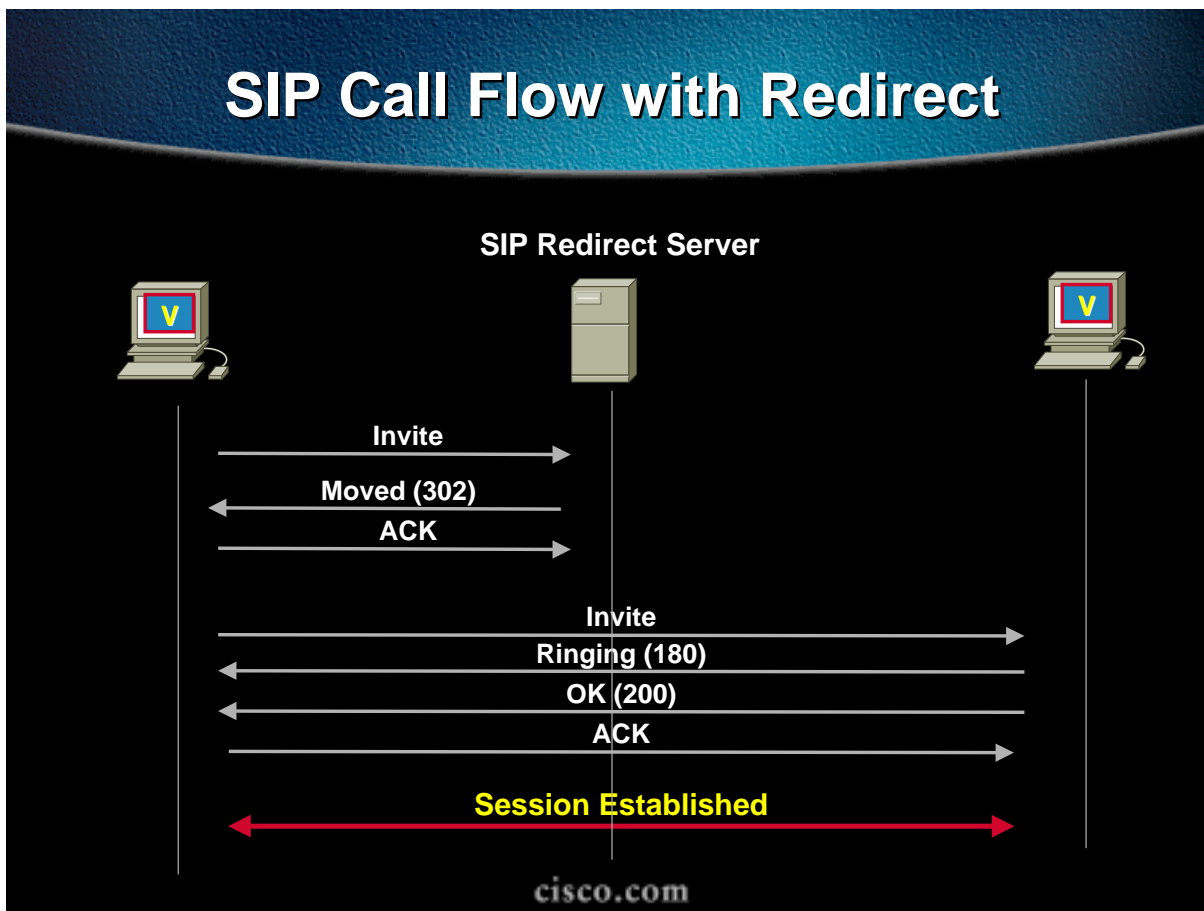 SIP Call Flow with Redirect
SIP Redirect Server
V
V
Invite
Moved (302)
ACK
Invite
Ringing (180)
OK (200)
ACK
Session Established
cisco.com